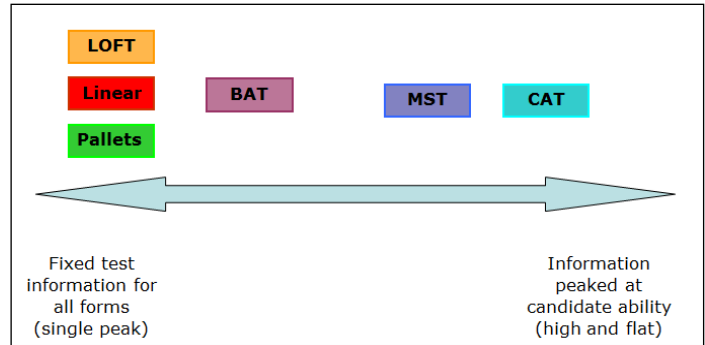 LOFT
Linear
BAT
MST
CAT
Pallets
Fixed test
information for
all forms
(single peak)
Information
peaked at
candidate ability
(high and flat)